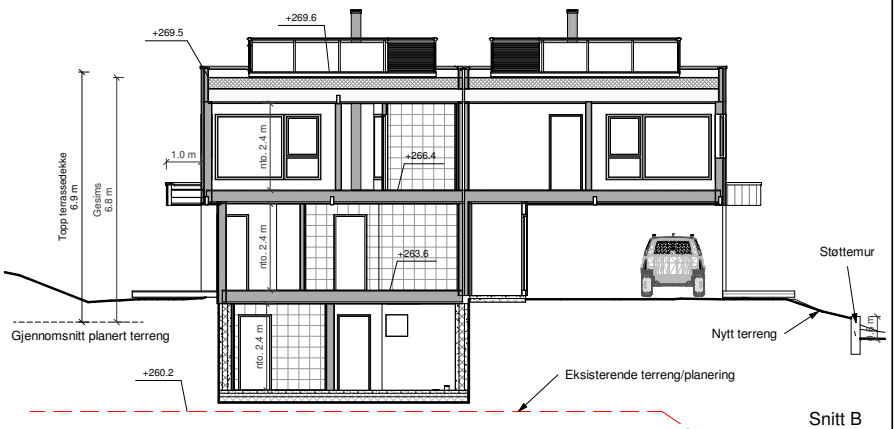 +269.6
+269.5
Topp terrassedekke
6.9 m
Gesims
6.8 m
1.0 m
nto. 2.4 m
+266.4
nto. 2.4 m
+263.6
nto. 2.4 m
Støttemur
Nytt terreng
Gjennomsnitt planert terreng
+260.2
Eksisterende terreng/planering
Snitt B